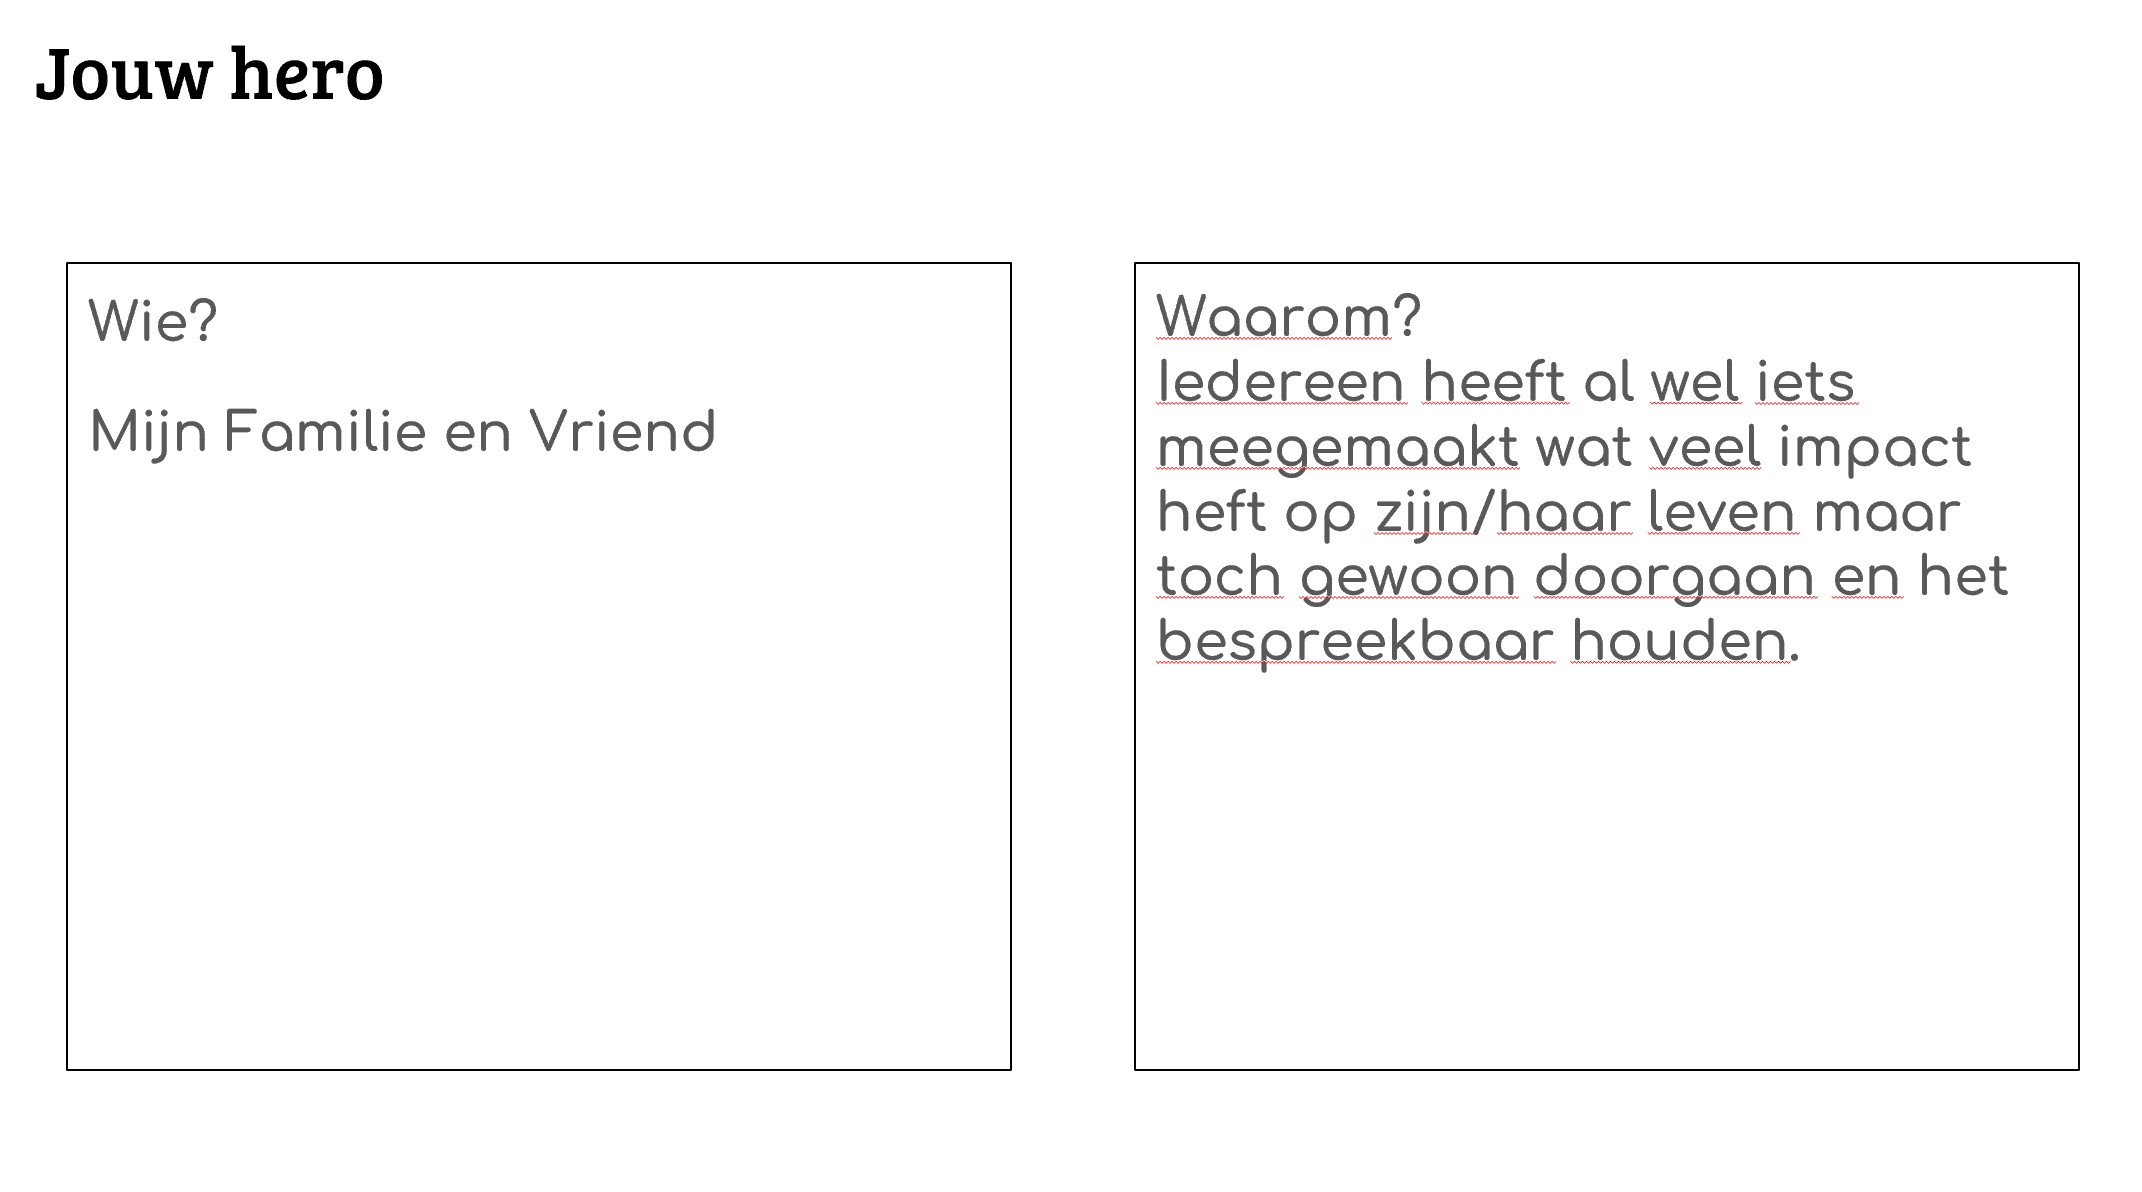 Jouw hero
Wie?
Mijn Familie en Vriend
Waarom?
Iedereen heeft al wel iets
meegemaakt wat veel impact
heft op zijn/haar leven maar
toch gewoon doorgaan en het
bespreekbaar houden.